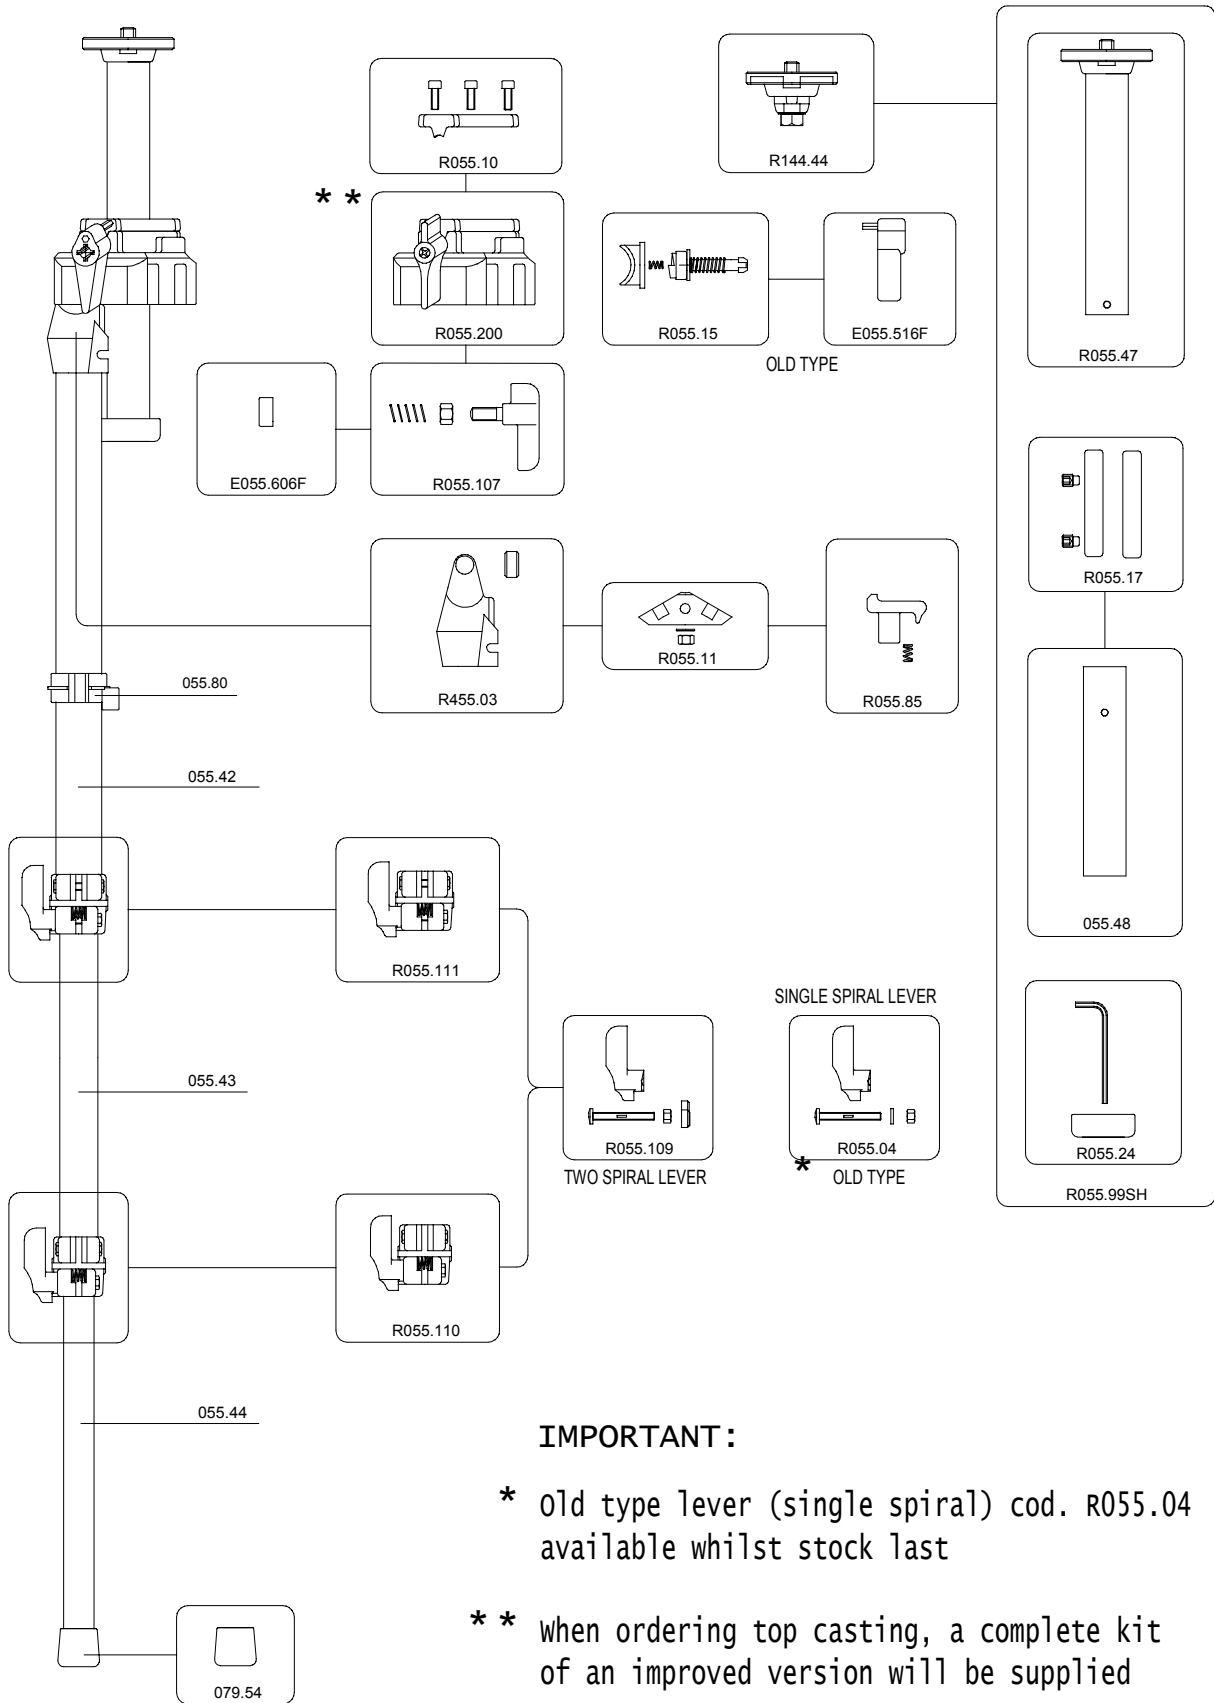 R055.10
R144.44
* *
R055.200
R055.15
E055.516F
R055.47
OLD TYPE
E055.606F
R055.107
R055.17
R455.03
R055.11
R055.85
055.80
055.42
055.48
R055.111
SINGLE SPIRAL LEVER
055.43
R055.109
R055.04
R055.24
TWO SPIRAL LEVER
* OLD TYPE
R055.99SH
R055.110
055.44
IMPORTANT:
* Old type lever (single spiral) cod. R055.04
available whilst stock last
* * When ordering top casting, a complete kit
of an improved version will be supplied
079.54